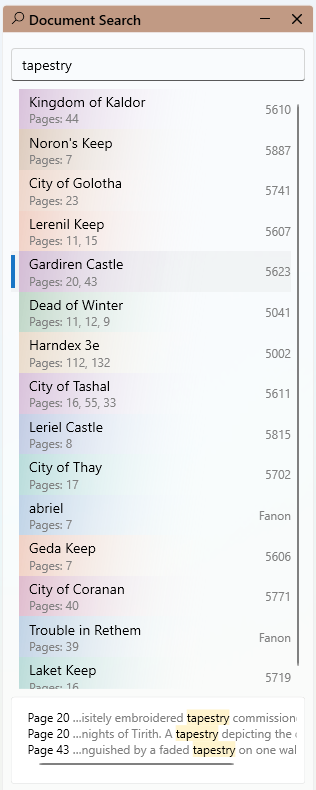 Document Search
tapestry
Kingdom of Kaldor
Pages: 44
5610
Noron's Keep
Pages: 7
5887
City of Golotha
Pages: 23
5741
Lerenil Keep
Pages: 11, 15
5607
Gardiren Castle
Pages: 20, 43
5623
Dead of Winter
Pages: 11, 12, 9
5041
Harndex 3e
Pages: 112, 132
5002
City of Tashal
Pages: 16, 55, 33
5611
Leriel Castle
Pages: 8
5815
City of Thay
Pages: 17
5702
abriel
Pages: 7
Fanon
Geda Keep
Pages: 7
5606
City of Coranan
Pages: 40
5771
Trouble in Rethem
Pages: 39
Fanon
Laket Keep
Pages: 16
5719
Page 20 ...isitely embroidered tapestry commission
Page 20 ...nights of Tirith. A tapestry depicting the
Page 43 ...nguished by a faded tapestry on one wal